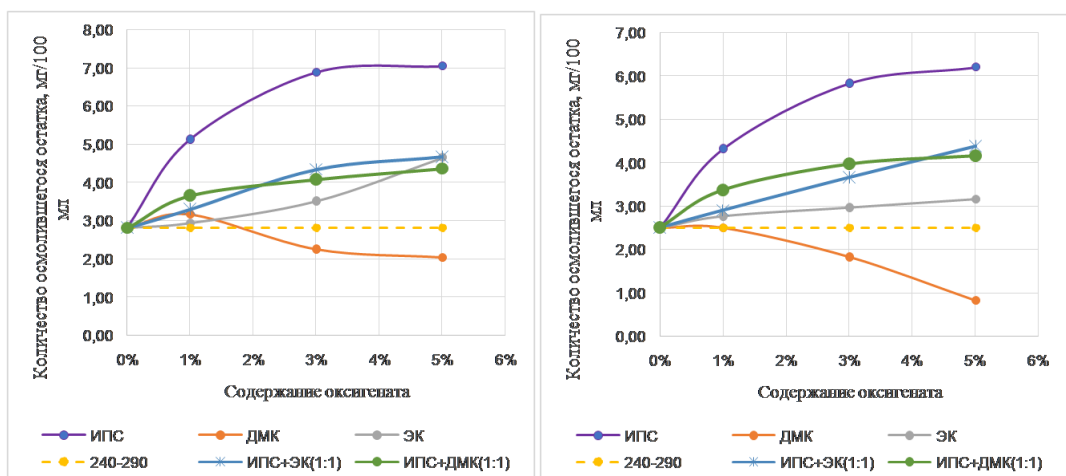 Количество осмолившегося остатка, мг/100
мл
8,00
7,00
6,00
5,00
4,00
3,00
2,00
1,00
0,00
0% 1% 2% 3% 4% 5% 6%
Содержание оксигената
ИПС ДМК ЭК
240-290 ИПС+ЭК(1:1) ИПС+ДМК(1:1)
Количество осмолившегося остатка, мг/100
мл
7,00
6,00
5,00
4,00
3,00
2,00
1,00
0,00
0% 1% 2% 3% 4% 5% 6%
Содержание оксигената
ИПС ДМК ЭК
240-290 ИПС+ЭК(1:1) ИПС+ДМК(1:1)